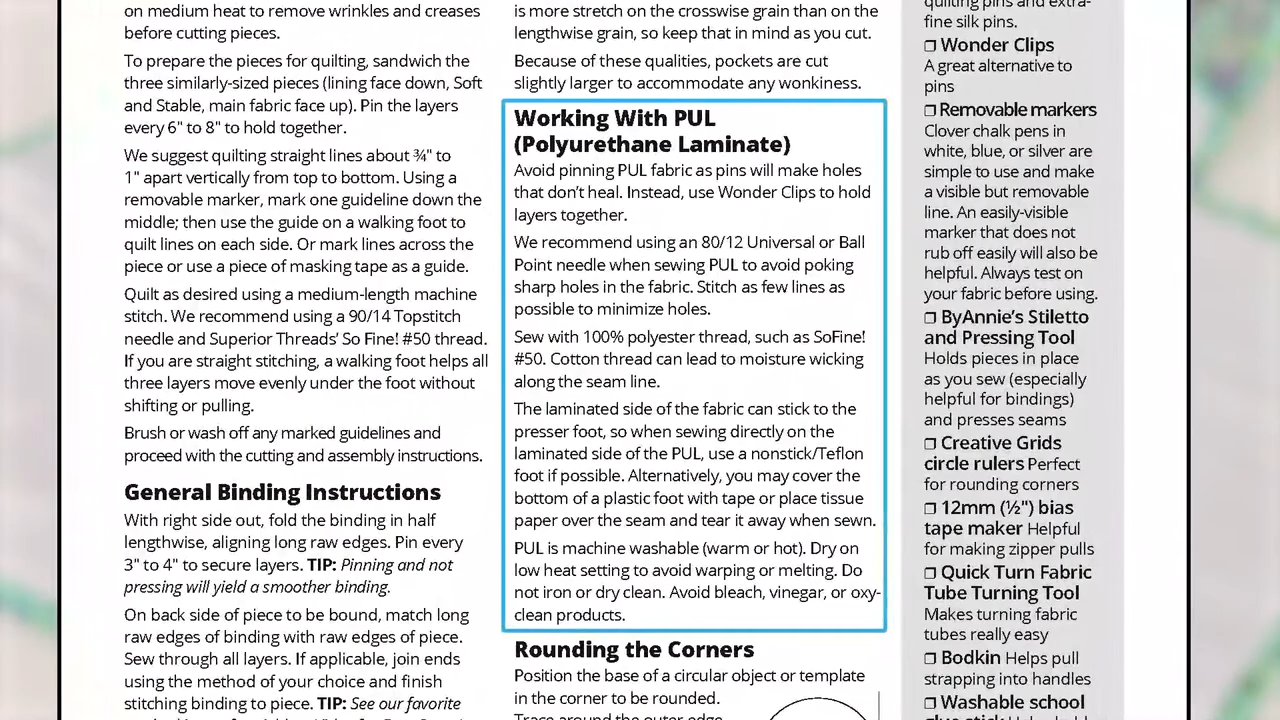 on medium heat to remove wrinkles and creases
before cutting pieces.
To prepare the pieces for quilting, sandwich the
three similarly-sized pieces (lining face down, Soft
and Stable, main fabric face up). Pin the layers
every 6" to 8" to hold together.
We suggest quilting straight lines about ¾" to
1" apart vertically from top to bottom. Using a
removable marker, mark one guideline down the
middle; then use the guide on a walking foot to
quilt lines on each side. Or mark lines across the
piece or use a piece of masking tape as a guide.
Quilt as desired using a medium-length machine
stitch. We recommend using a 90/14 Topstitch
needle and Superior Threads’ So Fine! #50 thread.
If you are straight stitching, a walking foot helps all
three layers move evenly under the foot without
shifting or pulling.
Brush or wash off any marked guidelines and
proceed with the cutting and assembly instructions.
General Binding Instructions
With right side out, fold the binding in half
lengthwise, aligning long raw edges. Pin every
3" to 4" to secure layers. TIP: Pinning and not
pressing will yield a smoother binding.
On back side of piece to be bound, match long
raw edges of binding with raw edges of piece.
Sew through all layers. If applicable, join ends
using the method of your choice and finish
stitching binding to piece. TIP: See our favorite
is more stretch on the crosswise grain than on the
lengthwise grain, so keep that in mind as you cut.
Because of these qualities, pockets are cut
slightly larger to accommodate any wonkiness.
Working With PUL
(Polyurethane Laminate)
Avoid pinning PUL fabric as pins will make holes
that don’t heal. Instead, use Wonder Clips to hold
layers together.
We recommend using an 80/12 Universal or Ball
Point needle when sewing PUL to avoid poking
sharp holes in the fabric. Stitch as few lines as
possible to minimize holes.
Sew with 100% polyester thread, such as SoFine!
#50. Cotton thread can lead to moisture wicking
along the seam line.
The laminated side of the fabric can stick to the
presser foot, so when sewing directly on the
laminated side of the PUL, use a nonstick/Teflon
foot if possible. Alternatively, you may cover the
bottom of a plastic foot with tape or place tissue
paper over the seam and tear it away when sewn.
PUL is machine washable (warm or hot). Dry on
low heat setting to avoid warping or melting. Do
not iron or dry clean. Avoid bleach, vinegar, or oxy-
clean products.
Rounding the Corners
Position the base of a circular object or template
in the corner to be rounded.
Trace around the outer edge
quilting pins and extra-
fine silk pins.
❒ Wonder Clips
A great alternative to
pins
❒ Removable markers
Clover chalk pens in
white, blue, or silver are
simple to use and make
a visible but removable
line. An easily-visible
marker that does not
rub off easily will also be
helpful. Always test on
your fabric before using.
❒ ByAnnie’s Stiletto
and Pressing Tool
Holds pieces in place
as you sew (especially
helpful for bindings)
and presses seams
❒ Creative Grids
circle rulers Perfect
for rounding corners
❒ 12mm (½") bias
tape maker Helpful
for making zipper pulls
❒ Quick Turn Fabric
Tube Turning Tool
Makes turning fabric
tubes really easy
❒ Bodkin Helps pull
strapping into handles
❒ Washable school
glue stick